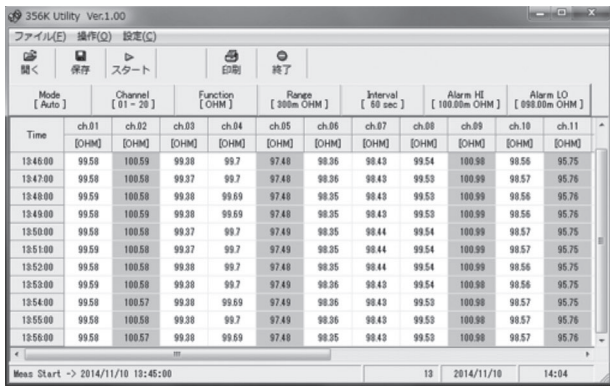 356K Utility Ver.1.00
ファイル(F) 操作(O) 設定(C)
開く 保存 スタート 印刷 終了
Mode Channel Function Range Interval Alarm HI Alarm LO
[ Auto ] [ 01 - 20 ] [ OHM ] [ 300m OHM ] [ 60 sec ] [ 100.00m OHM ] [ 098.00m OHM ]
Time ch.01 ch.02 ch.03 ch.04 ch.05 ch.06 ch.07 ch.08 ch.09 ch.10 ch.11
[OHM] [OHM] [OHM] [OHM] [OHM] [OHM] [OHM] [OHM] [OHM] [OHM] [OHM]
13:46:00 99.58 100.59 99.38 99.7 97.48 98.36 98.43 99.54 100.98 98.56 95.75
13:47:00 99.58 100.58 99.37 99.7 97.48 98.36 98.43 99.53 100.99 98.57 95.76
13:48:00 99.59 100.58 99.38 99.69 97.48 98.35 98.43 99.53 100.99 98.56 95.76
13:49:00 99.58 100.59 99.38 99.69 97.48 98.35 98.43 99.53 100.99 98.56 95.76
13:50:00 99.58 100.58 99.37 99.7 97.49 98.35 98.44 99.54 100.99 98.57 95.75
13:51:00 99.59 100.58 99.37 99.7 97.49 98.35 98.44 99.54 100.99 98.57 95.75
13:52:00 99.58 100.58 99.38 99.7 97.48 98.35 98.44 99.54 100.98 98.56 95.75
13:53:00 99.59 100.58 99.38 99.7 97.49 98.36 98.43 99.54 100.99 98.56 95.75
13:54:00 99.58 100.57 99.38 99.69 97.49 98.36 98.43 99.53 100.98 98.57 95.75
13:55:00 99.58 100.58 99.38 99.7 97.49 98.35 98.43 99.53 100.98 98.57 95.76
13:56:00 99.58 100.57 99.38 99.69 97.48 98.36 98.43 99.53 100.98 98.57 95.75
Meas Start -> 2014/11/10 13:45:00 13 2014/11/10 14:04